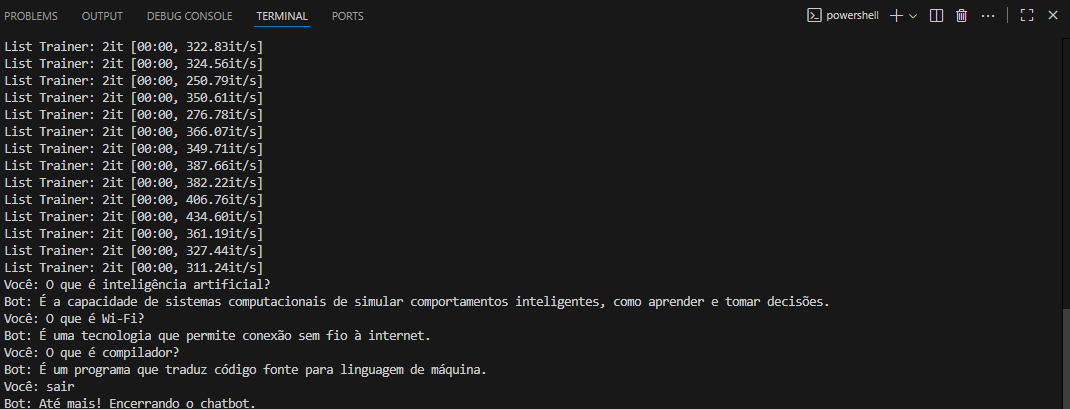 PROBLEMS OUTPUT DEBUG CONSOLE TERMINAL PORTS powershell
List Trainer: 2it [00:00, 322.83it/s]
List Trainer: 2it [00:00, 324.56it/s]
List Trainer: 2it [00:00, 250.79it/s]
List Trainer: 2it [00:00, 350.61it/s]
List Trainer: 2it [00:00, 276.78it/s]
List Trainer: 2it [00:00, 366.07it/s]
List Trainer: 2it [00:00, 349.71it/s]
List Trainer: 2it [00:00, 387.66it/s]
List Trainer: 2it [00:00, 382.22it/s]
List Trainer: 2it [00:00, 406.76it/s]
List Trainer: 2it [00:00, 434.60it/s]
List Trainer: 2it [00:00, 361.19it/s]
List Trainer: 2it [00:00, 327.44it/s]
List Trainer: 2it [00:00, 311.24it/s]
Você: O que é inteligência artificial?
Bot: É a capacidade de sistemas computacionais de simular comportamentos inteligentes, como aprender e tomar decisões.
Você: O que é Wi-Fi?
Bot: É uma tecnologia que permite conexão sem fio à internet.
Você: O que é compilador?
Bot: É um programa que traduz código fonte para linguagem de máquina.
Você: sair
Bot: Até mais! Encerrando o chatbot.